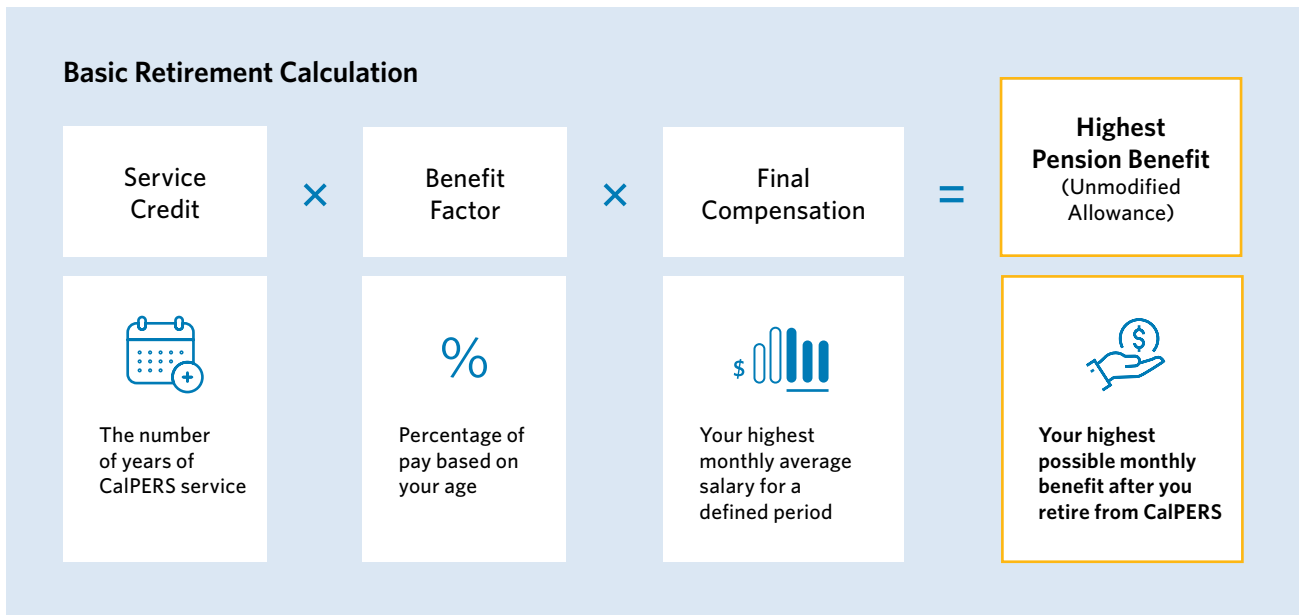 Basic Retirement Calculation
Service
Credit
×
Benefit
Factor
×
Final
Compensation
=
Highest
Pension Benefit
(Unmodified
Allowance)
The number
of years of
CalPERS service
%
Percentage of
pay based on
your age
$
Your highest
monthly average
salary for a
defined period
$
Your highest
possible monthly
benefit after you
retire from CalPERS